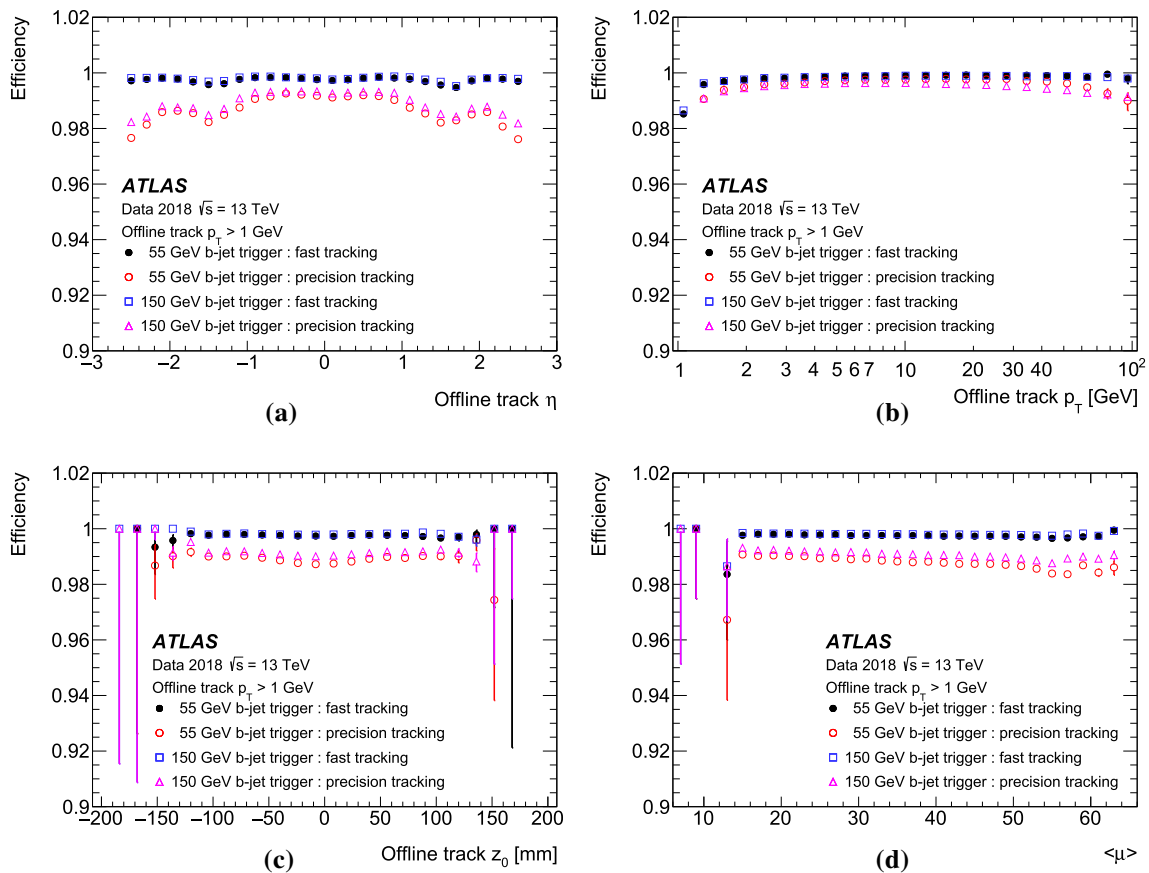 Efficiency
1.02
1
0.98
0.96
0.94
0.92
0.9
ATLAS
Data 2018 √s = 13 TeV
Offline track p_T > 1 GeV
55 GeV b-jet trigger : fast tracking
55 GeV b-jet trigger : precision tracking
150 GeV b-jet trigger : fast tracking
150 GeV b-jet trigger : precision tracking
−3 −2 −1 0 1 2 3
Offline track η
(a)
Efficiency
1.02
1
0.98
0.96
0.94
0.92
0.9
ATLAS
Data 2018 √s = 13 TeV
Offline track p_T > 1 GeV
55 GeV b-jet trigger : fast tracking
55 GeV b-jet trigger : precision tracking
150 GeV b-jet trigger : fast tracking
150 GeV b-jet trigger : precision tracking
1 2 3 4 5 6 7 10 20 30 40 10²
Offline track p_T [GeV]
(b)
Efficiency
1.02
1
0.98
0.96
0.94
0.92
0.9
ATLAS
Data 2018 √s = 13 TeV
Offline track p_T > 1 GeV
55 GeV b-jet trigger : fast tracking
55 GeV b-jet trigger : precision tracking
150 GeV b-jet trigger : fast tracking
150 GeV b-jet trigger : precision tracking
−200 −150 −100 −50 0 50 100 150 200
Offline track z_0 [mm]
(c)
Efficiency
1.02
1
0.98
0.96
0.94
0.92
0.9
ATLAS
Data 2018 √s = 13 TeV
Offline track p_T > 1 GeV
55 GeV b-jet trigger : fast tracking
55 GeV b-jet trigger : precision tracking
150 GeV b-jet trigger : fast tracking
150 GeV b-jet trigger : precision tracking
10 20 30 40 50 60
<μ>
(d)